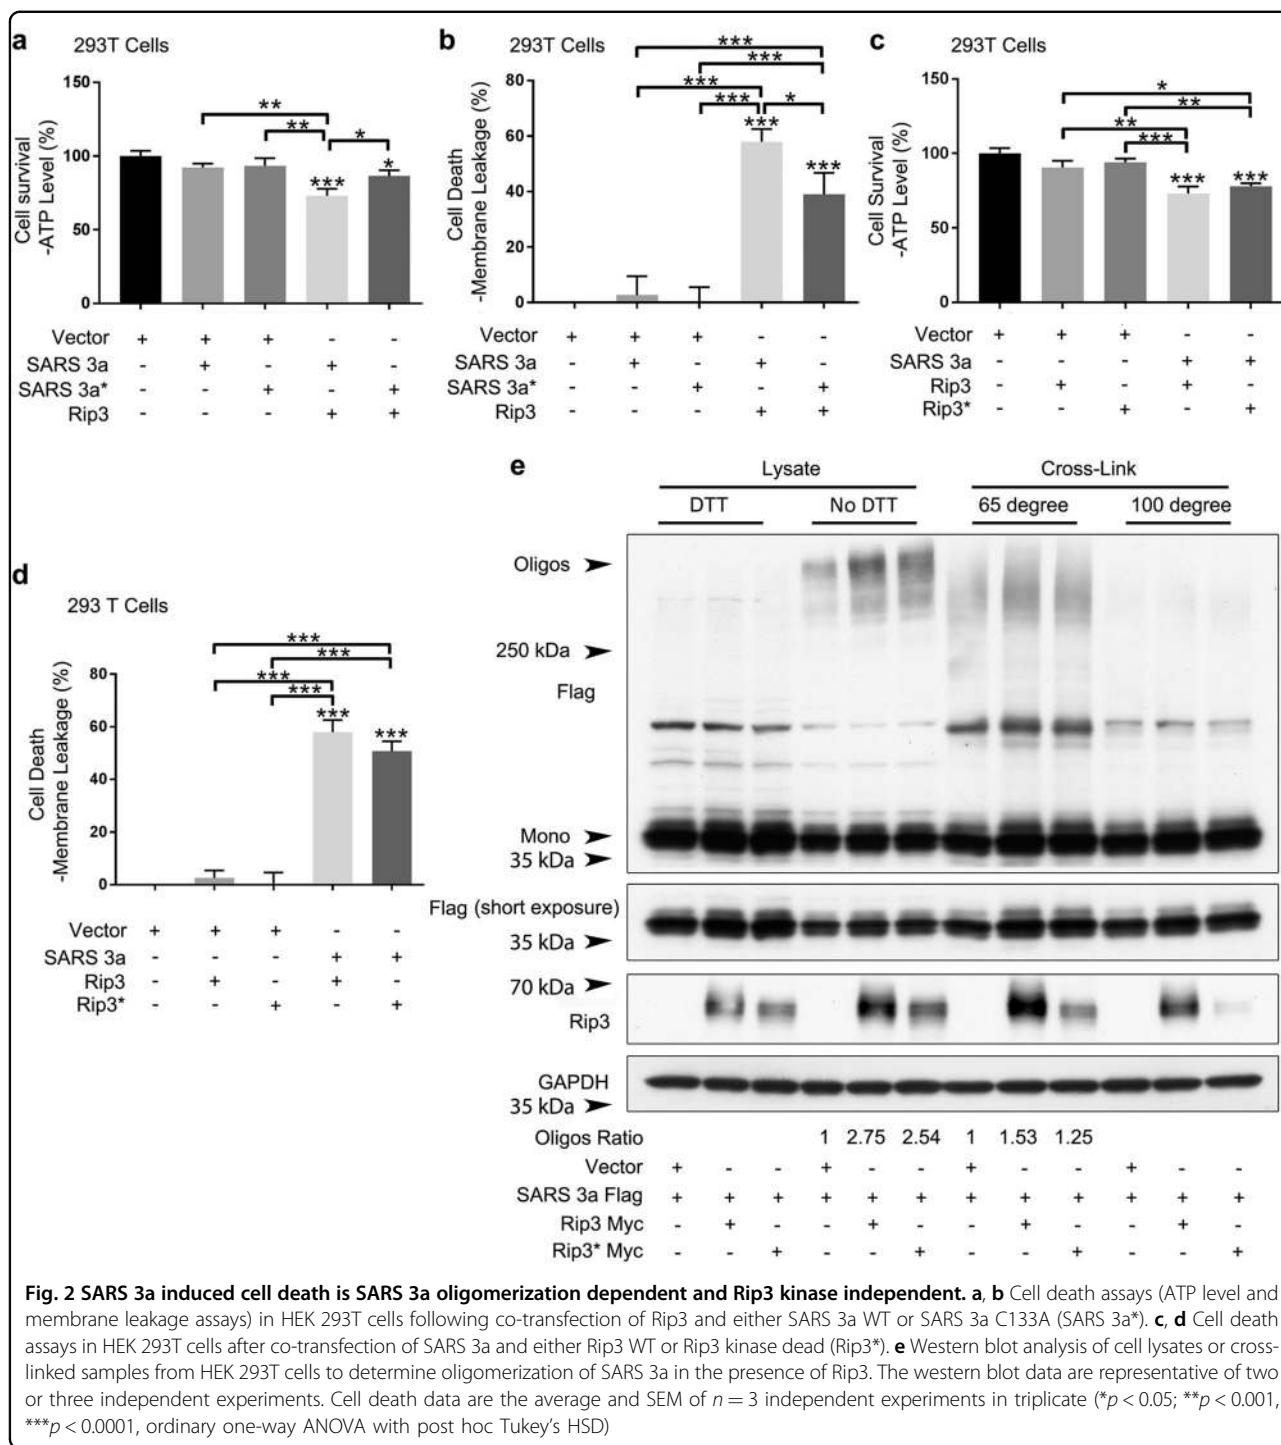 a
293T Cells
Cell survival
-ATP Level (%)
150
100
50
0
** ** * *** *
Vector + + + - -
SARS 3a - + - + -
SARS 3a* - - + - +
Rip3 - - - + +
b
293T Cells
Cell Death
-Membrane Leakage (%)
80
60
40
20
0
*** *** *** *** * *** ***
Vector + + + - -
SARS 3a - + - + -
SARS 3a* - - + - +
Rip3 - - - + +
c
293T Cells
Cell Survival
-ATP Level (%)
150
100
50
0
* ** ** *** *** ***
Vector + + + - -
SARS 3a - - - + +
Rip3 - + - + -
Rip3* - - + - +
d
293 T Cells
Cell Death
-Membrane Leakage (%)
80
60
40
20
0
*** *** *** *** *** ***
Vector + + + - -
SARS 3a - - - + +
Rip3 - + - + -
Rip3* - - + - +
e
Lysate Cross-Link
DTT No DTT 65 degree 100 degree
Oligos
250 kDa
Flag
Mono
35 kDa
Flag (short exposure)
35 kDa
70 kDa
Rip3
GAPDH
35 kDa
Oligos Ratio 1 2.75 2.54 1 1.53 1.25
Vector + - - + - - + - - + - -
SARS 3a Flag + + + + + + + + + + + +
Rip3 Myc - + - - + - - + - - + -
Rip3* Myc - - + - - + - - + - - +
Fig. 2 SARS 3a induced cell death is SARS 3a oligomerization dependent and Rip3 kinase independent. a, b Cell death assays (ATP level and
membrane leakage assays) in HEK 293T cells following co-transfection of Rip3 and either SARS 3a WT or SARS 3a C133A (SARS 3a*). c, d Cell death
assays in HEK 293T cells after co-transfection of SARS 3a and either Rip3 WT or Rip3 kinase dead (Rip3*). e Western blot analysis of cell lysates or cross-
linked samples from HEK 293T cells to determine oligomerization of SARS 3a in the presence of Rip3. The western blot data are representative of two
or three independent experiments. Cell death data are the average and SEM of n = 3 independent experiments in triplicate (*p < 0.05; **p < 0.001,
***p < 0.0001, ordinary one-way ANOVA with post hoc Tukey's HSD)